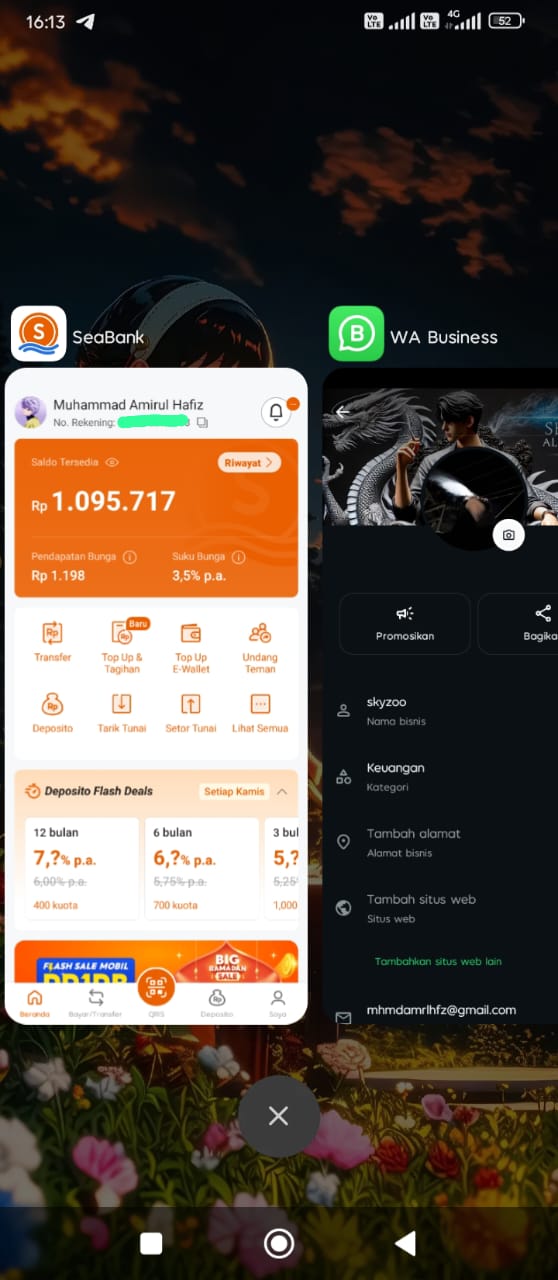 16:13
Vo LTE
Vo LTE
4G
52
SeaBank
Muhammad Amirul Hafiz
No. Rekening:
Saldo Tersedia
Riwayat
Rp 1.095.717
Pendapatan Bunga
Suku Bunga
Rp 1.198
3,5% p.a.
Baru
Transfer
Top Up & Tagihan
Top Up E-Wallet
Undang Teman
Deposito
Tarik Tunai
Setor Tunai
Lihat Semua
Deposito Flash Deals
Setiap Kamis
12 bulan
6 bulan
3 bul
7,?% p.a.
6,?% p.a.
5,?
6,00% p.a.
5,75% p.a.
5,25
400 kuota
700 kuota
1,000
FLASH SALE MOBIL
BIG
RAMADAN
SALE
Beranda
Bayar/Transfer
QRIS
Deposito
Saya
WA Business
Promosikan
Bagika
skyzoo
Nama bisnis
Keuangan
Kategori
Tambah alamat
Alamat bisnis
Tambah situs web
Situs web
Tambahkan situs web lain
mhmdamrlhfz@gmail.com